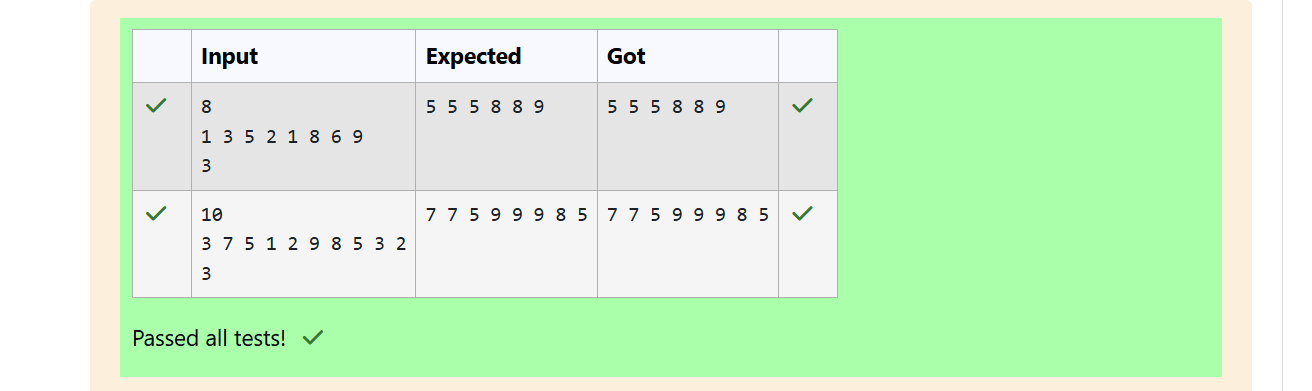 Input Expected Got
8 5 5 5 8 8 9 5 5 5 8 8 9
1 3 5 2 1 8 6 9
3
10 7 7 5 9 9 9 8 5 7 7 5 9 9 9 8 5
3 7 5 1 2 9 8 5 3 2
3
Passed all tests!